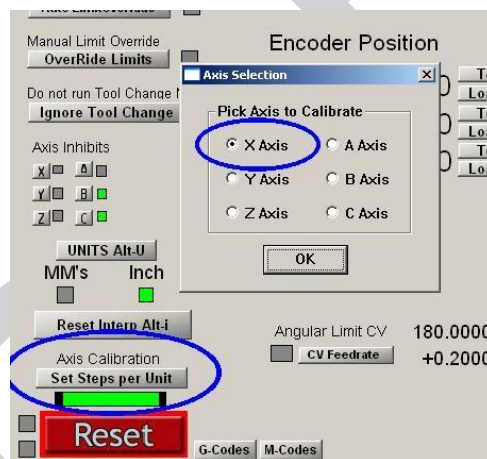 Manual Limit Override
OverRide Limits
Encoder Position
Axis Selection
Do not run Tool Change
Ignore Tool Change
Pick Axis to Calibrate
X Axis
A Axis
Y Axis
B Axis
Z Axis
C Axis
OK
Axis Inhibits
X
A
Y
B
Z
C
UNITS Alt-U
MM's
Inch
Reset Interp Alt-i
Angular Limit CV
180.0000
CV Feedrate
+0.2000
Axis Calibration
Set Steps per Unit
Reset
G-Codes
M-Codes